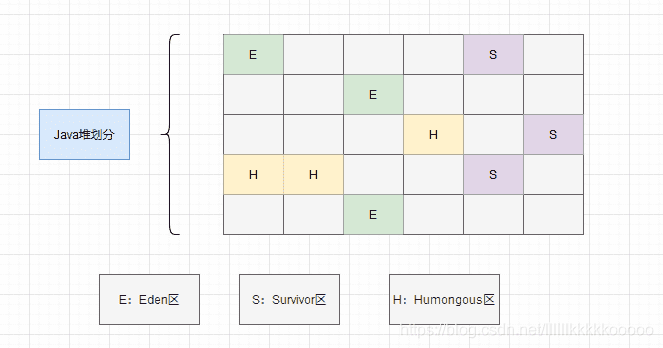 E S
E
Java堆划分 H S
H H S
E
E：Eden区 S：Survivor区 H：Humongous区
https://blog.csdn.net/lllllkkkkkooooo